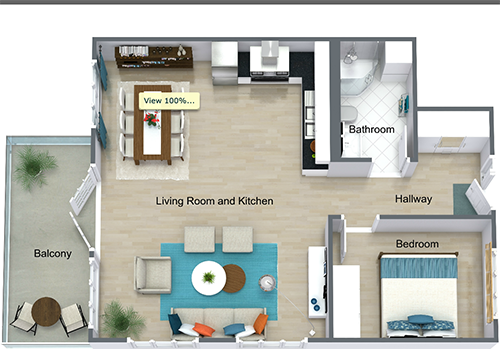 View 100%...
Bathroom
Living Room and Kitchen
Hallway
Balcony
Bedroom